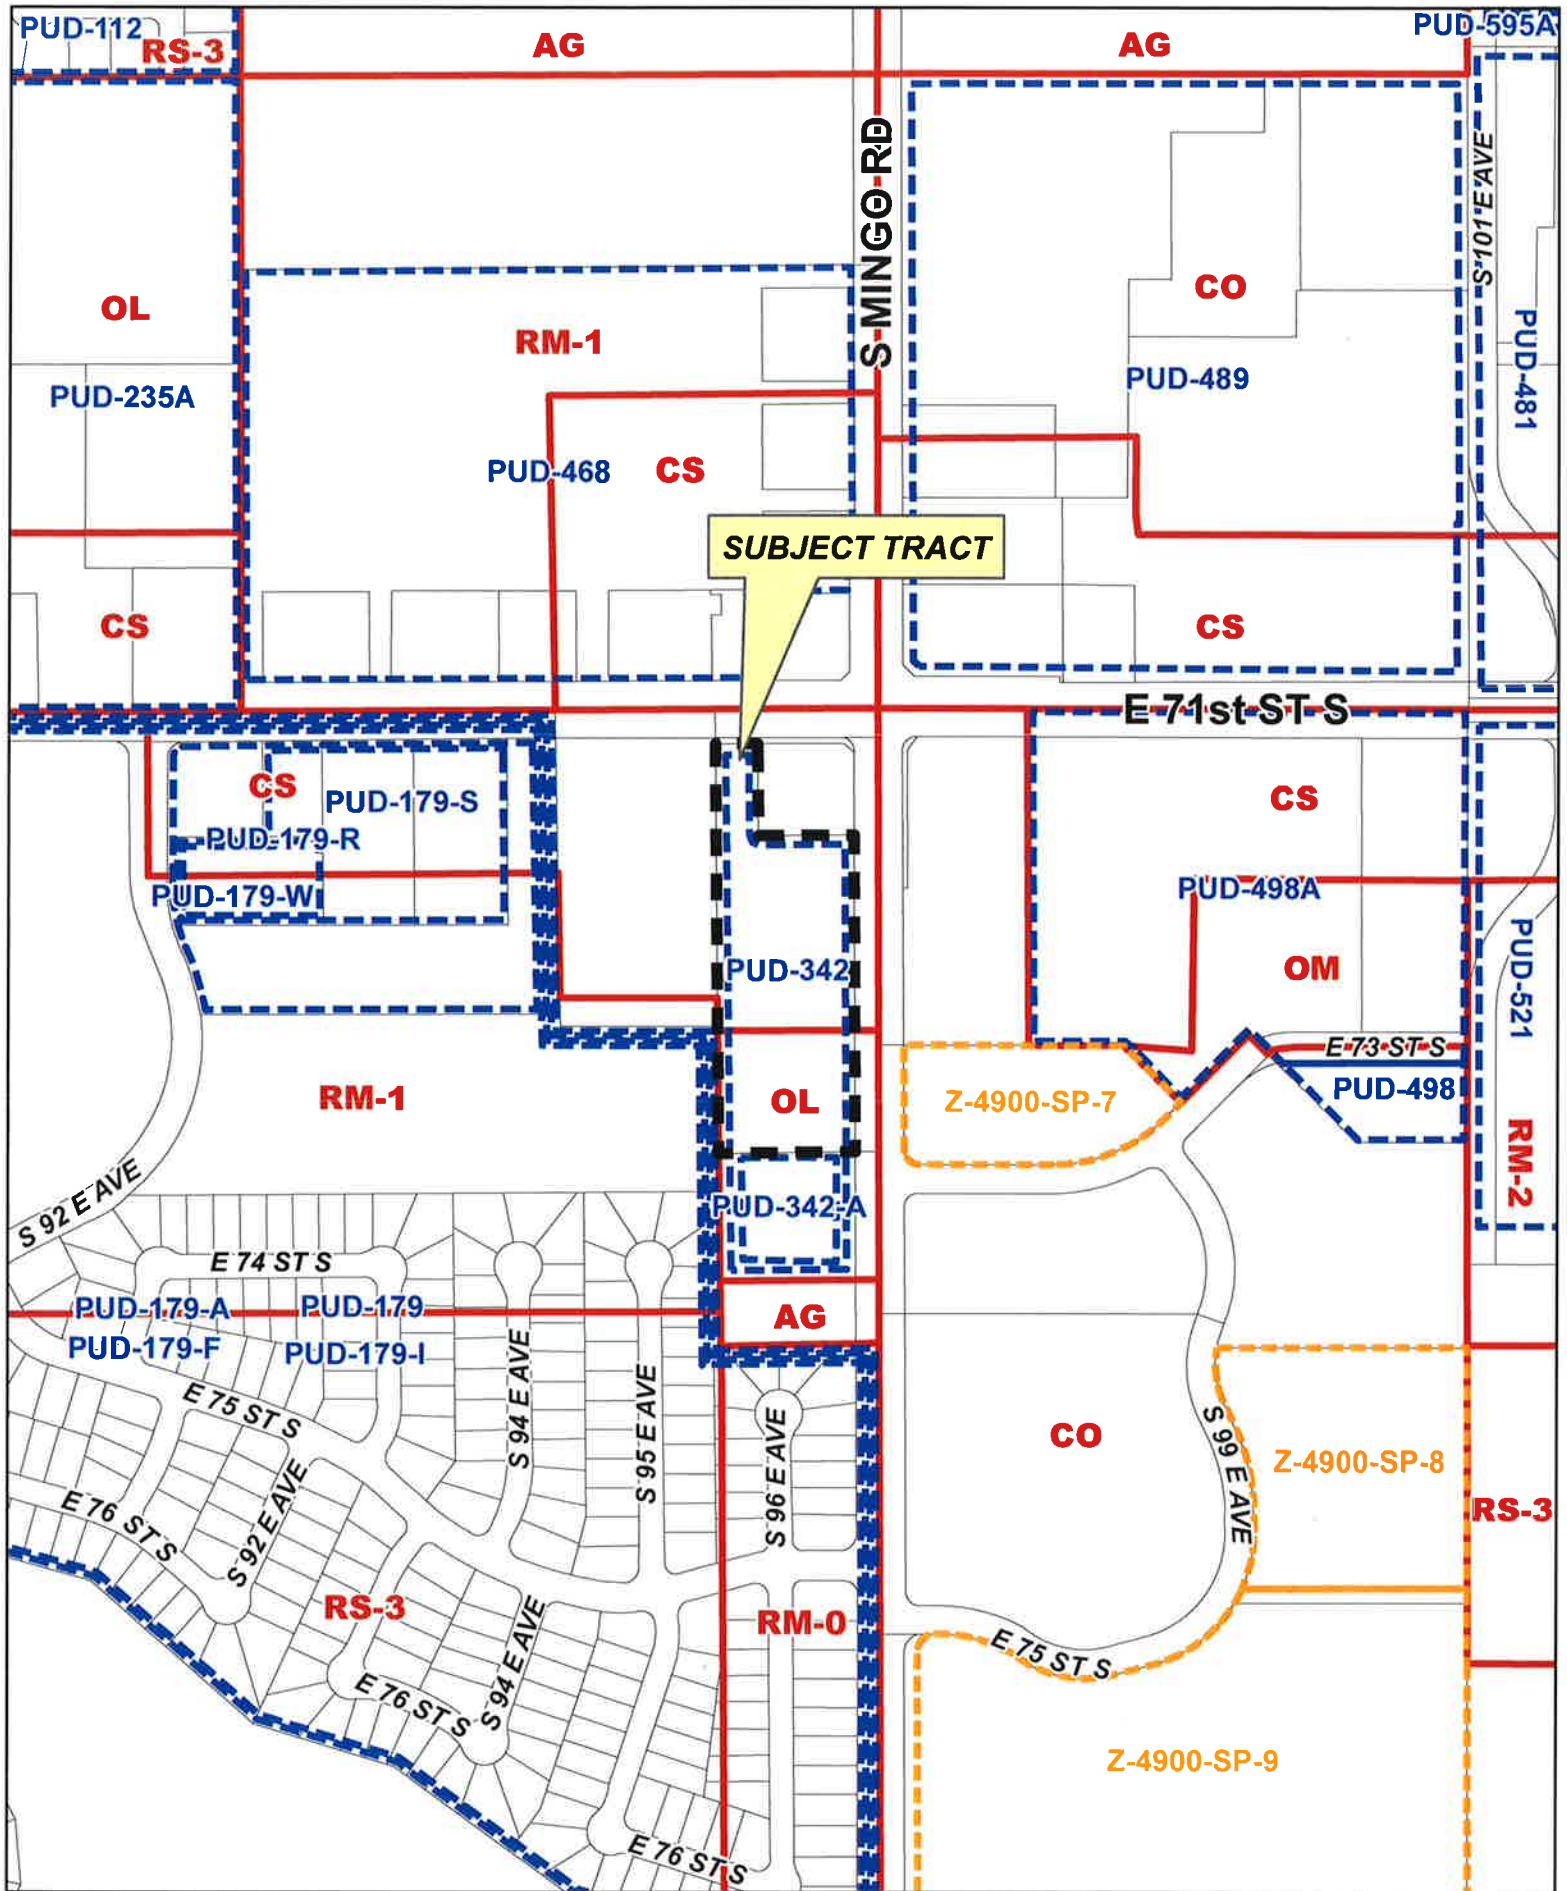 PUD-112
RS-3
AG
AG
PUD-595A
S MINGO RD
S 101 E AVE
OL
CO
RM-1
PUD-481
PUD-235A
PUD-489
PUD-468
CS
SUBJECT TRACT
CS
CS
E 71st ST S
CS
PUD-179-S
CS
PUD-179-R
PUD-179-W
PUD-498A
PUD-342
OM
PUD-521
E 73 ST S
PUD-498
RM-1
OL
Z-4900-SP-7
RM-2
S 92 E AVE
PUD-342-A
E 74 ST S
PUD-179-A
PUD-179
AG
PUD-179-F
PUD-179-I
E 75 ST S
S 94 E AVE
S 95 E AVE
S 96 E AVE
CO
S 99 E AVE
Z-4900-SP-8
RS-3
E 76 ST S
S 92 E AVE
RS-3
S 94 E AVE
RM-0
E 75 ST S
E 76 ST S
Z-4900-SP-9
E 76 ST S